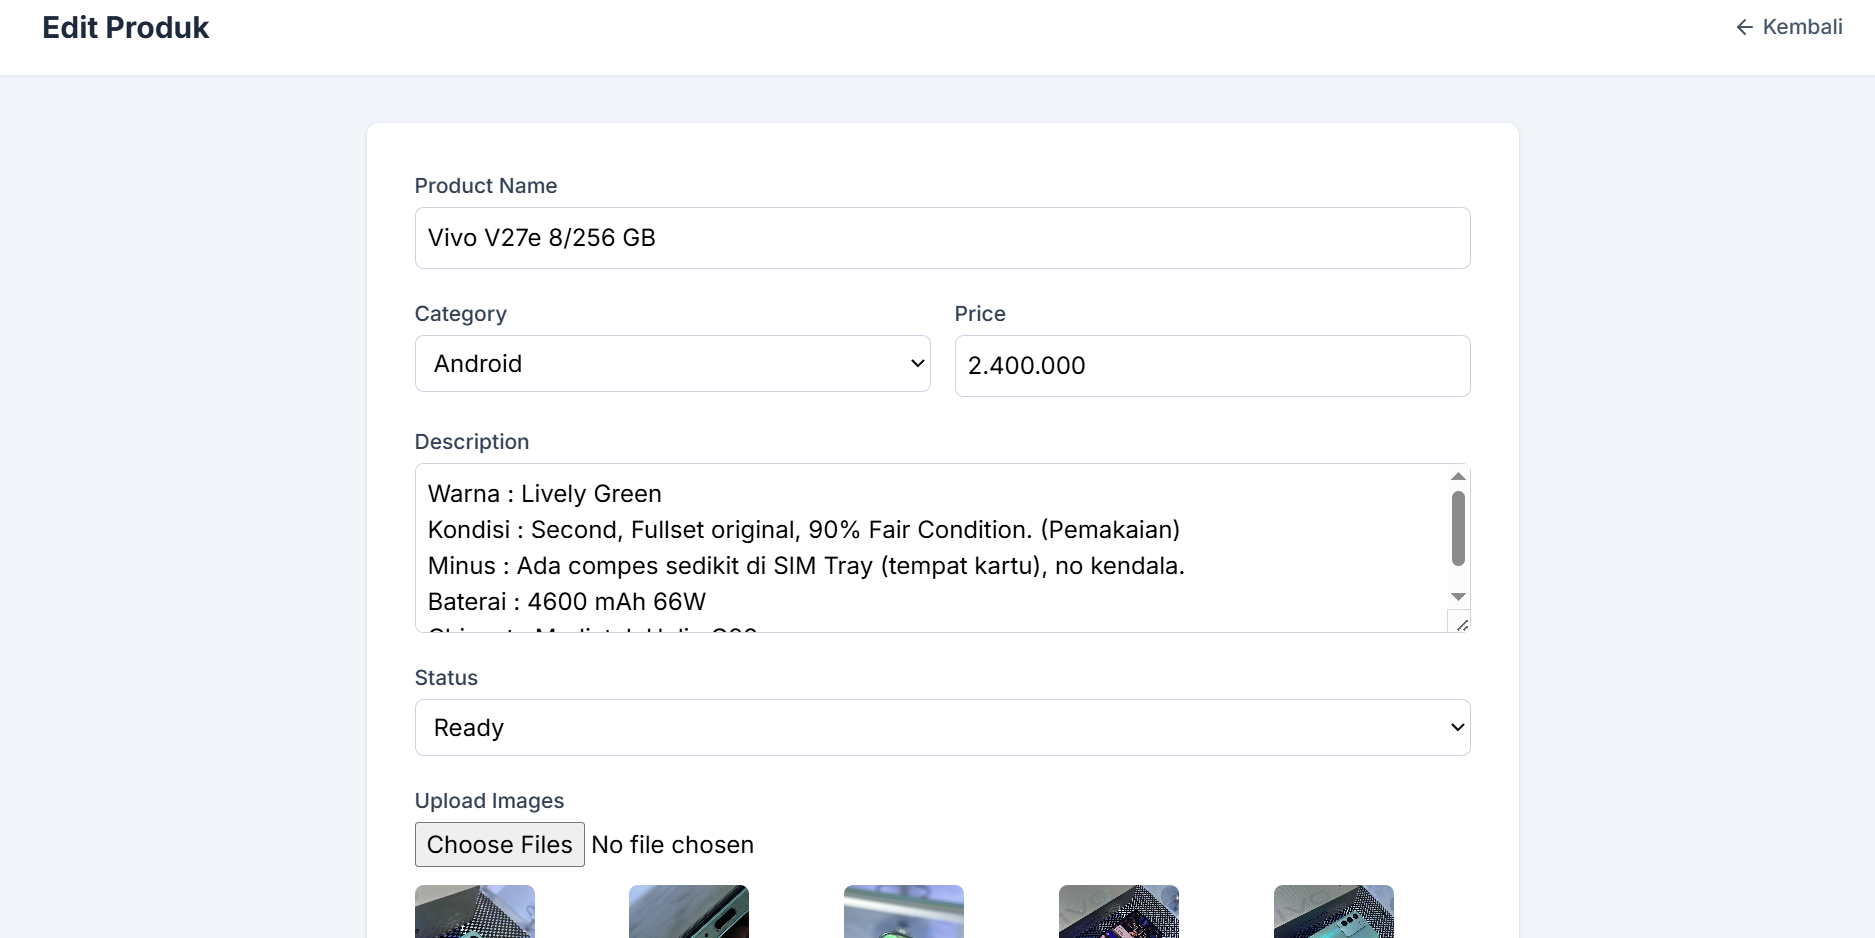 Edit Produk
← Kembali
Product Name
Vivo V27e 8/256 GB
Category
Price
Android
2.400.000
Description
Warna : Lively Green
Kondisi : Second, Fullset original, 90% Fair Condition. (Pemakaian)
Minus : Ada compes sedikit di SIM Tray (tempat kartu), no kendala.
Baterai : 4600 mAh 66W
Status
Ready
Upload Images
Choose Files No file chosen